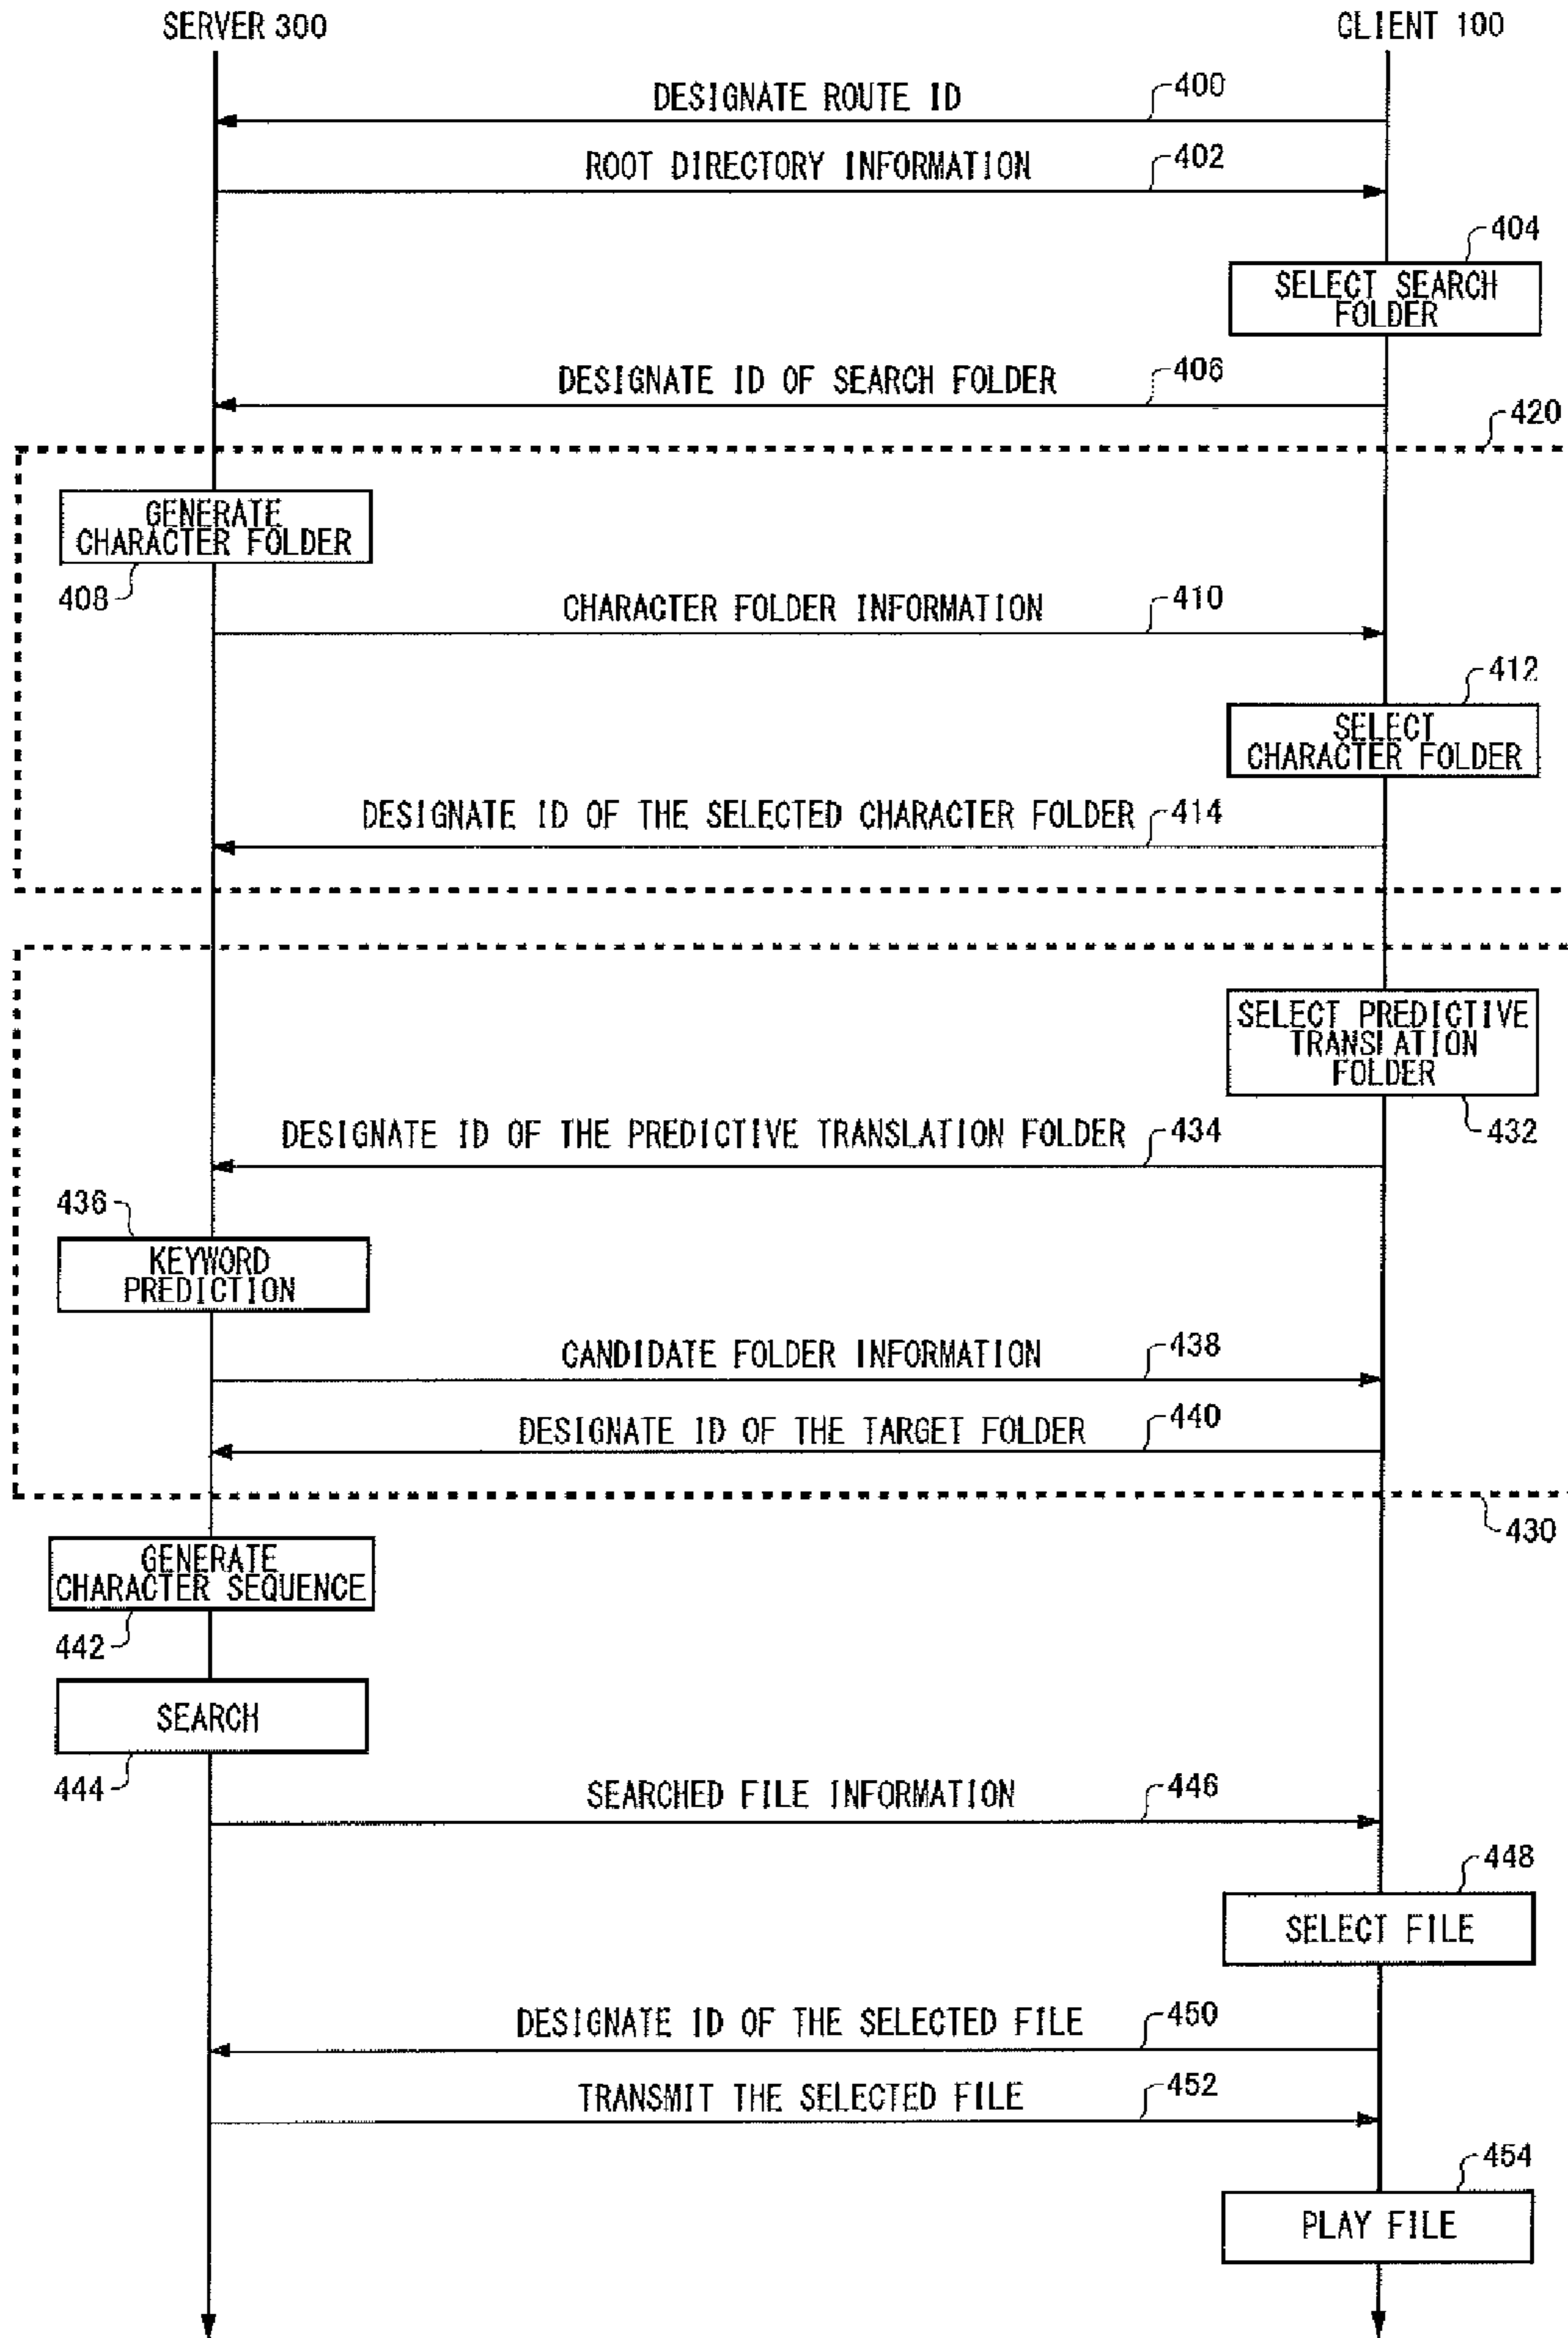 SERVER 300
CLIENT 100
DESIGNATE ROUTE ID
400
ROOT DIRECTORY INFORMATION
402
404
SELECT SEARCH
FOLDER
DESIGNATE ID OF SEARCH FOLDER
406
420
GENERATE
CHARACTER FOLDER
408
CHARACTER FOLDER INFORMATION
410
412
SELECT
CHARACTER FOLDER
DESIGNATE ID OF THE SELECTED CHARACTER FOLDER
414
SELECT PREDICTIVE
TRANSLATION
FOLDER
432
DESIGNATE ID OF THE PREDICTIVE TRANSLATION FOLDER
434
436
KEYWORD
PREDICTION
CANDIDATE FOLDER INFORMATION
438
DESIGNATE ID OF THE TARGET FOLDER
440
430
GENERATE
CHARACTER SEQUENCE
442
SEARCH
444
SEARCHED FILE INFORMATION
446
448
SELECT FILE
DESIGNATE ID OF THE SELECTED FILE
450
TRANSMIT THE SELECTED FILE
452
454
PLAY FILE